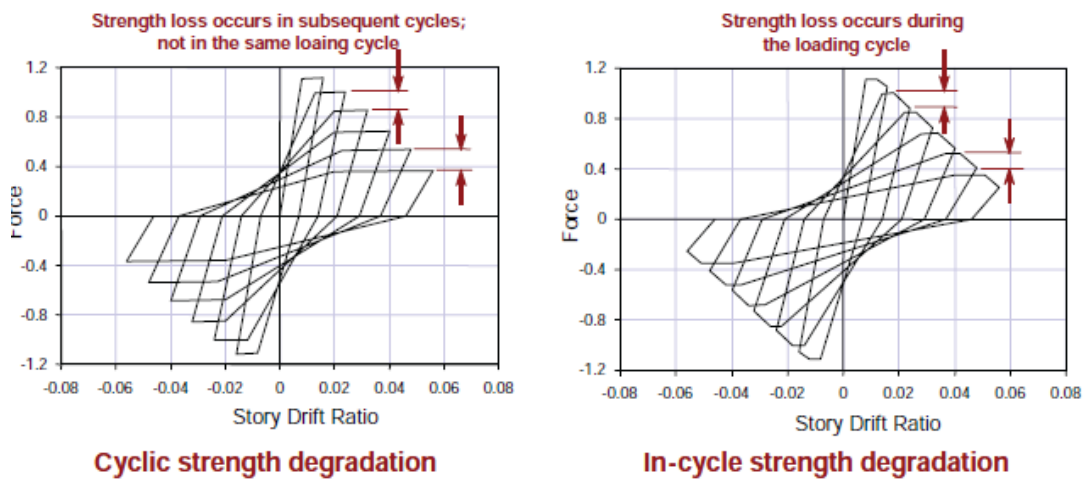 Strength loss occurs in subsequent cycles;
not in the same loaing cycle
1.2
0.8
0.4
0
-0.4
-0.8
-1.2
Force
-0.08 -0.06 -0.04 -0.02 0 0.02 0.04 0.06 0.08
Story Drift Ratio
Cyclic strength degradation
Strength loss occurs during
the loading cycle
1.2
0.8
0.4
0
-0.4
-0.8
-1.2
Force
-0.08 -0.06 -0.04 -0.02 0 0.02 0.04 0.06 0.08
Story Drift Ratio
In-cycle strength degradation